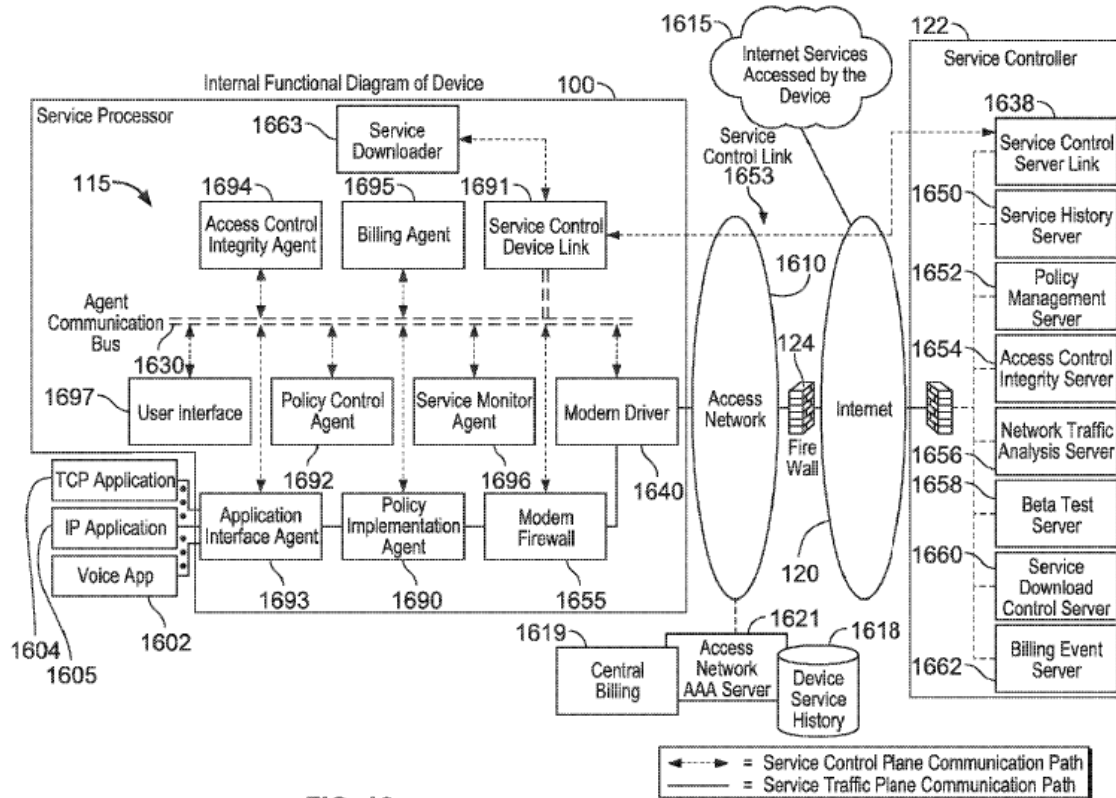 1615
Internet Services
Accessed by the
Device
122
Service Controller
Internal Functional Diagram of Device
100
Service Processor
1663
Service
Downloader
Service
Control Link
1653
1638
Service Control
Server Link
115
1694
Access Control
Integrity Agent
1695
Billing Agent
1691
Service Control
Device Link
1610
1650
Service History
Server
1652
Policy
Management
Server
Agent
Communication
Bus
1630
124
1654
Access Control
Integrity Server
1697
User Interface
Policy Control
Agent
1692
Service Monitor
Agent
1696
Modem Driver
1640
Access
Network
Fire
Wall
Internet
1656
Network Traffic
Analysis Server
1658
Beta Test
Server
TCP Application
IP Application
Voice App
1604
1605
1602
Application
Interface Agent
1693
Policy
Implementation
Agent
1690
Modem
Firewall
1655
120
1660
Service
Download
Control Server
1662
Billing Event
Server
1619
Central
Billing
1621
Access
Network
AAA Server
1618
Device
Service
History
= Service Control Plane Communication Path
= Service Traffic Plane Communication Path